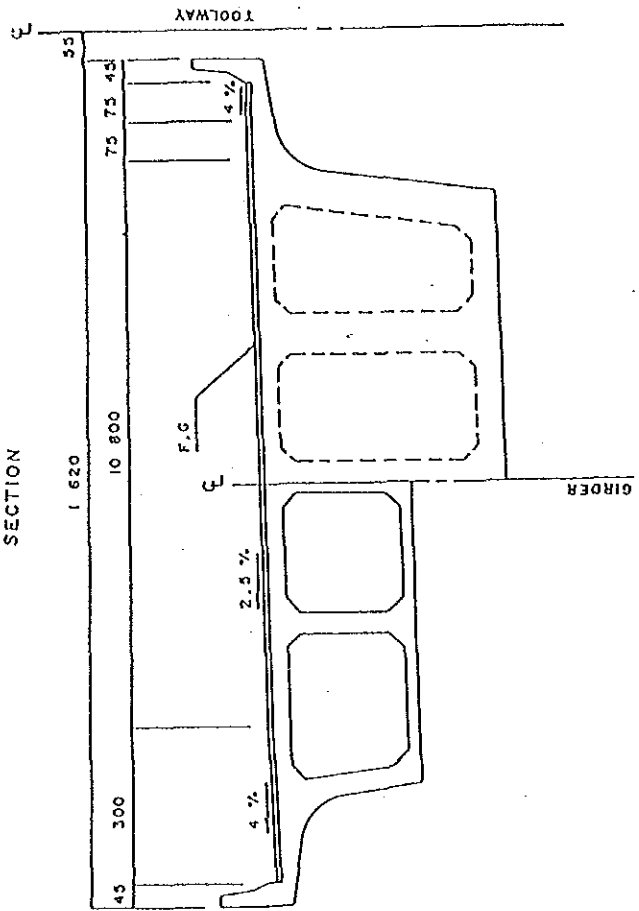 SECTION
1 620
55
45
300
10 800
75
75
45
4 %
2.5 %
F.G
4 %
C̵L
C̵L
GIRDER
TOOLWAY